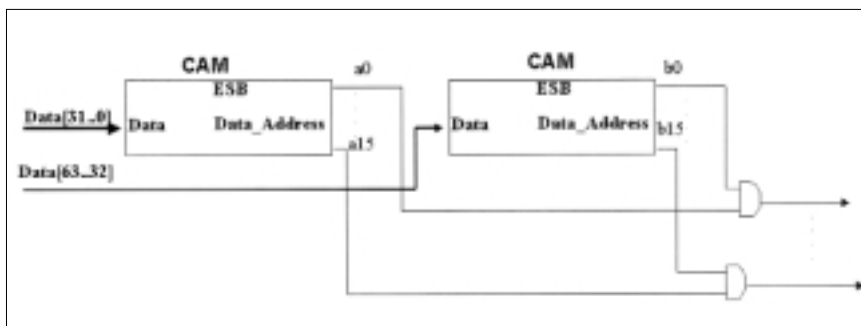 CAM
a0
CAM
b0
ESB
ESB
Data[31..0]
Data
Data_Address
Data
Data_Address
b15
a15
Data[63..32]